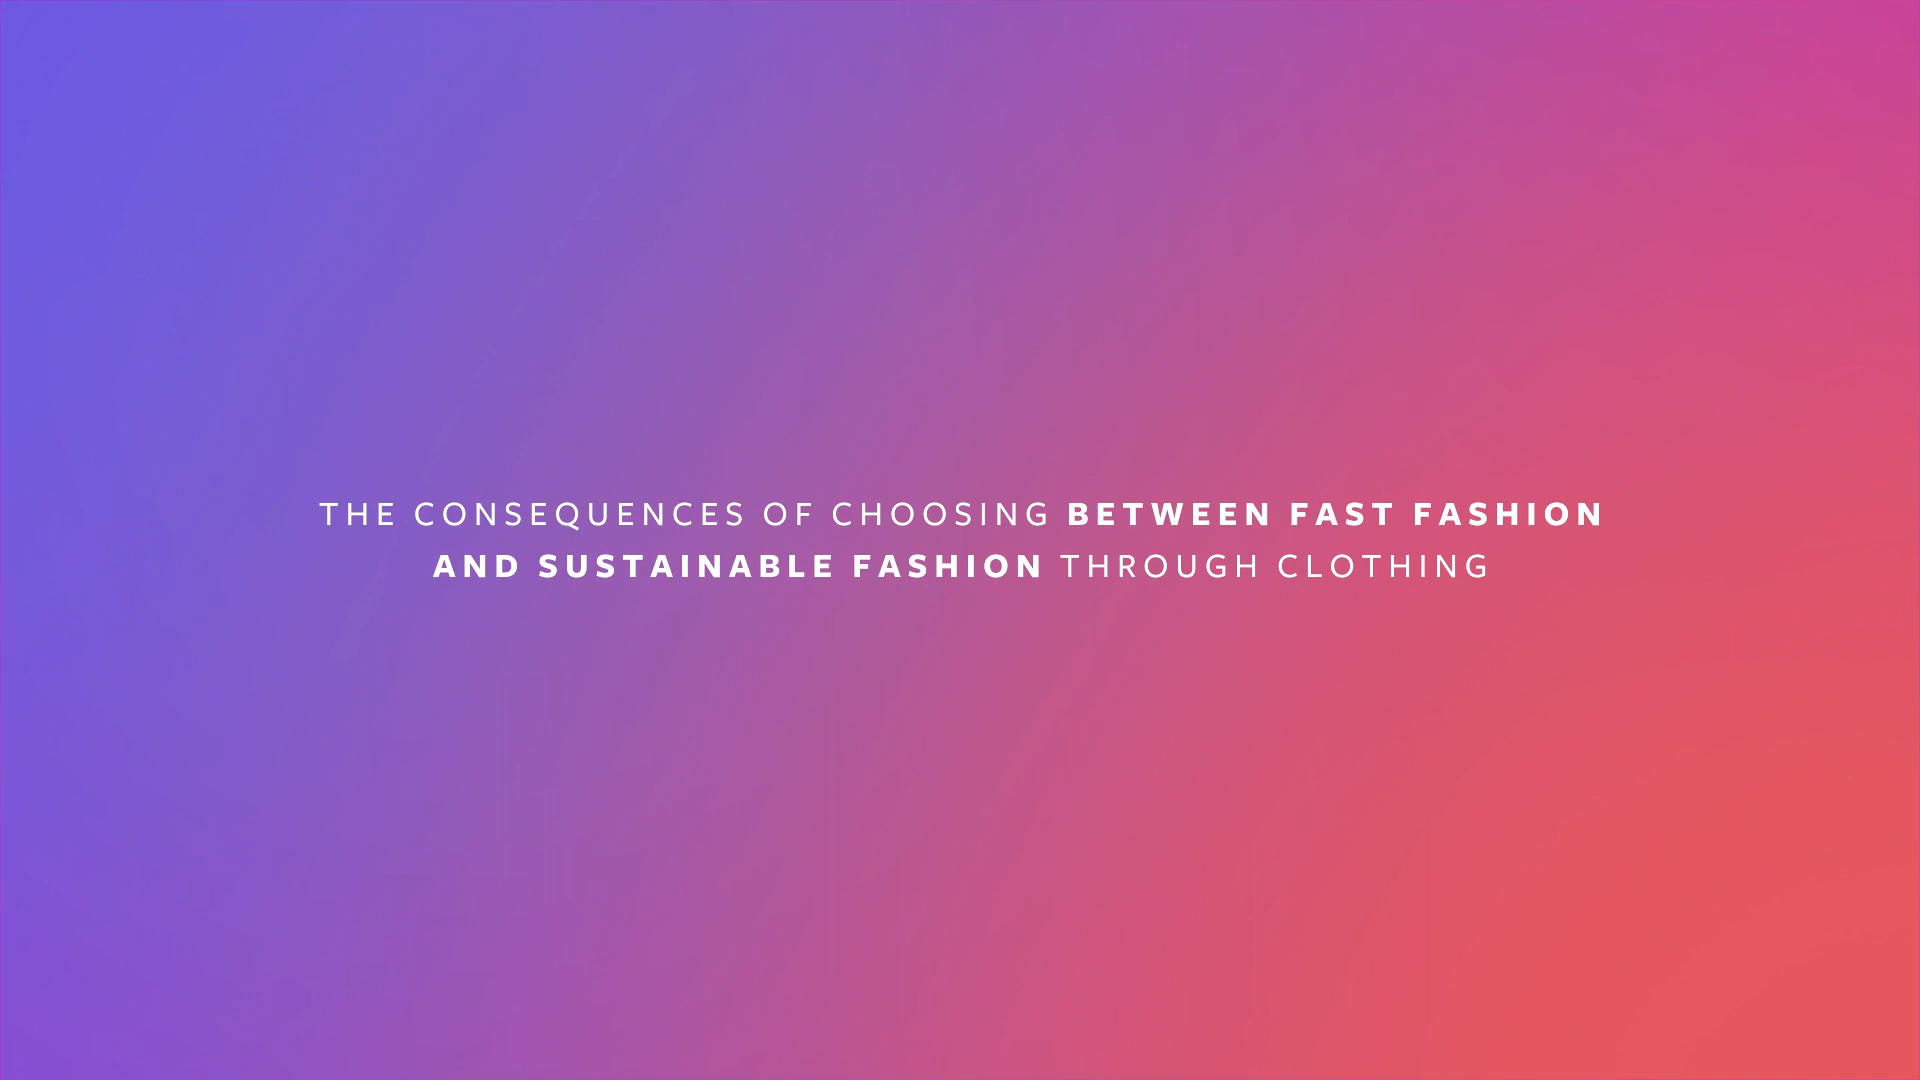 THE CONSEQUENCES OF CHOOSING BETWEEN FAST FASHION
AND SUSTAINABLE FASHION THROUGH CLOTHING